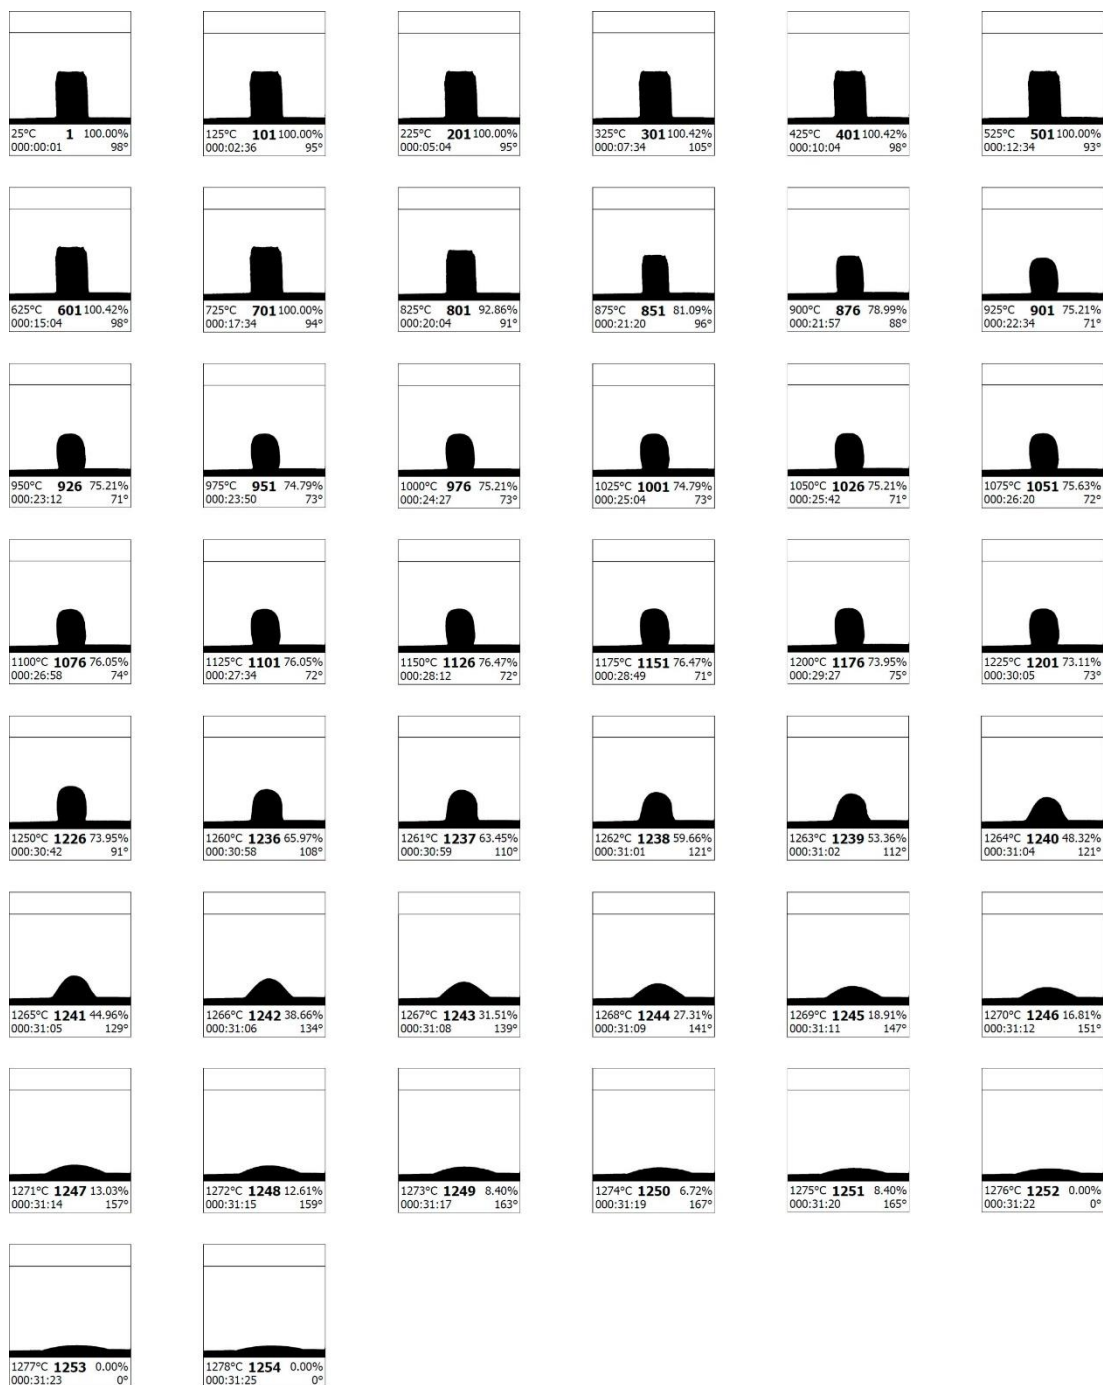 25°C 1 100.00%
000:00:01 98°
125°C 101 100.00%
000:02:36 95°
225°C 201 100.00%
000:05:04 95°
325°C 301 100.42%
000:07:34 105°
425°C 401 100.42%
000:10:04 98°
525°C 501 100.00%
000:12:34 93°
625°C 601 100.42%
000:15:04 98°
725°C 701 100.00%
000:17:34 94°
825°C 801 92.86%
000:20:04 91°
875°C 851 81.09%
000:21:20 96°
900°C 876 78.99%
000:21:57 88°
925°C 901 75.21%
000:22:34 71°
950°C 926 75.21%
000:23:12 71°
975°C 951 74.79%
000:23:50 73°
1000°C 976 75.21%
000:24:27 73°
1025°C 1001 74.79%
000:25:04 73°
1050°C 1026 75.21%
000:25:42 71°
1075°C 1051 75.63%
000:26:20 72°
1100°C 1076 76.05%
000:26:58 74°
1125°C 1101 76.05%
000:27:34 72°
1150°C 1126 76.47%
000:28:12 72°
1175°C 1151 76.47%
000:28:49 71°
1200°C 1176 73.95%
000:29:27 75°
1225°C 1201 73.11%
000:30:05 73°
1250°C 1226 73.95%
000:30:42 91°
1260°C 1236 65.97%
000:30:58 108°
1261°C 1237 63.45%
000:30:59 110°
1262°C 1238 59.66%
000:31:01 121°
1263°C 1239 53.36%
000:31:02 112°
1264°C 1240 48.32%
000:31:04 121°
1265°C 1241 44.96%
000:31:05 129°
1266°C 1242 38.66%
000:31:06 134°
1267°C 1243 31.51%
000:31:08 139°
1268°C 1244 27.31%
000:31:09 141°
1269°C 1245 18.91%
000:31:11 147°
1270°C 1246 16.81%
000:31:12 151°
1271°C 1247 13.03%
000:31:14 157°
1272°C 1248 12.61%
000:31:15 159°
1273°C 1249 8.40%
000:31:17 163°
1274°C 1250 6.72%
000:31:19 167°
1275°C 1251 8.40%
000:31:20 165°
1276°C 1252 0.00%
000:31:22 0°
1277°C 1253 0.00%
000:31:23 0°
1278°C 1254 0.00%
000:31:25 0°